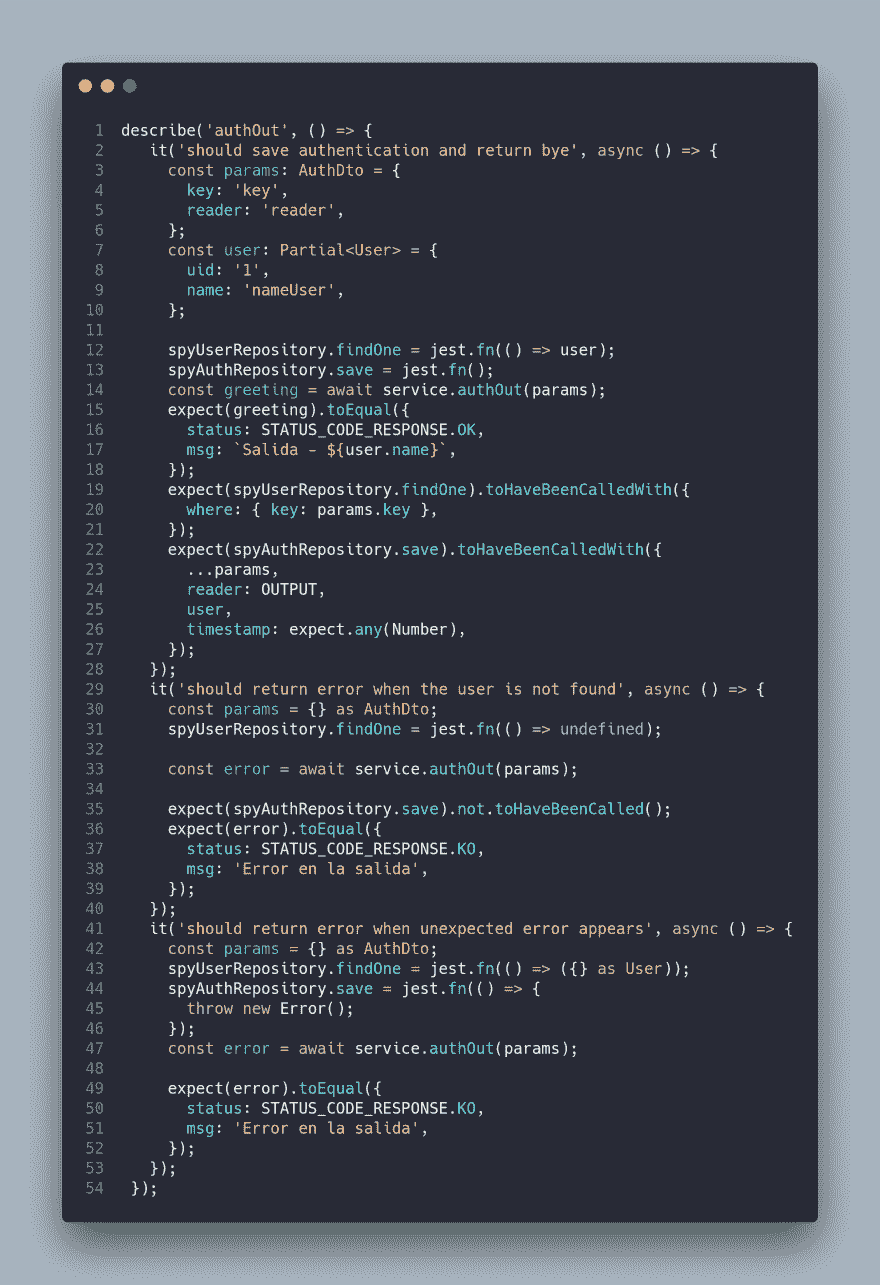 1 describe('authOut', () => {
2 it('should save authentication and return bye', async () => {
3 const params: AuthDto = {
4 key: 'key',
5 reader: 'reader',
6 };
7 const user: Partial<User> = {
8 uid: '1',
9 name: 'nameUser',
10 };
11
12 spyUserRepository.findOne = jest.fn(() => user);
13 spyAuthRepository.save = jest.fn();
14 const greeting = await service.authOut(params);
15 expect(greeting).toEqual({
16 status: STATUS_CODE_RESPONSE.OK,
17 msg: `Salida - ${user.name}`,
18 });
19 expect(spyUserRepository.findOne).toHaveBeenCalledWith({
20 where: { key: params.key },
21 });
22 expect(spyAuthRepository.save).toHaveBeenCalledWith({
23 ...params,
24 reader: OUTPUT,
25 user,
26 timestamp: expect.any(Number),
27 });
28 });
29 it('should return error when the user is not found', async () => {
30 const params = {} as AuthDto;
31 spyUserRepository.findOne = jest.fn(() => undefined);
32
33 const error = await service.authOut(params);
34
35 expect(spyAuthRepository.save).not.toHaveBeenCalled();
36 expect(error).toEqual({
37 status: STATUS_CODE_RESPONSE.KO,
38 msg: 'Error en la salida',
39 });
40 });
41 it('should return error when unexpected error appears', async () => {
42 const params = {} as AuthDto;
43 spyUserRepository.findOne = jest.fn(() => ({} as User));
44 spyAuthRepository.save = jest.fn(() => {
45 throw new Error();
46 });
47 const error = await service.authOut(params);
48
49 expect(error).toEqual({
50 status: STATUS_CODE_RESPONSE.KO,
51 msg: 'Error en la salida',
52 });
53 });
54 });